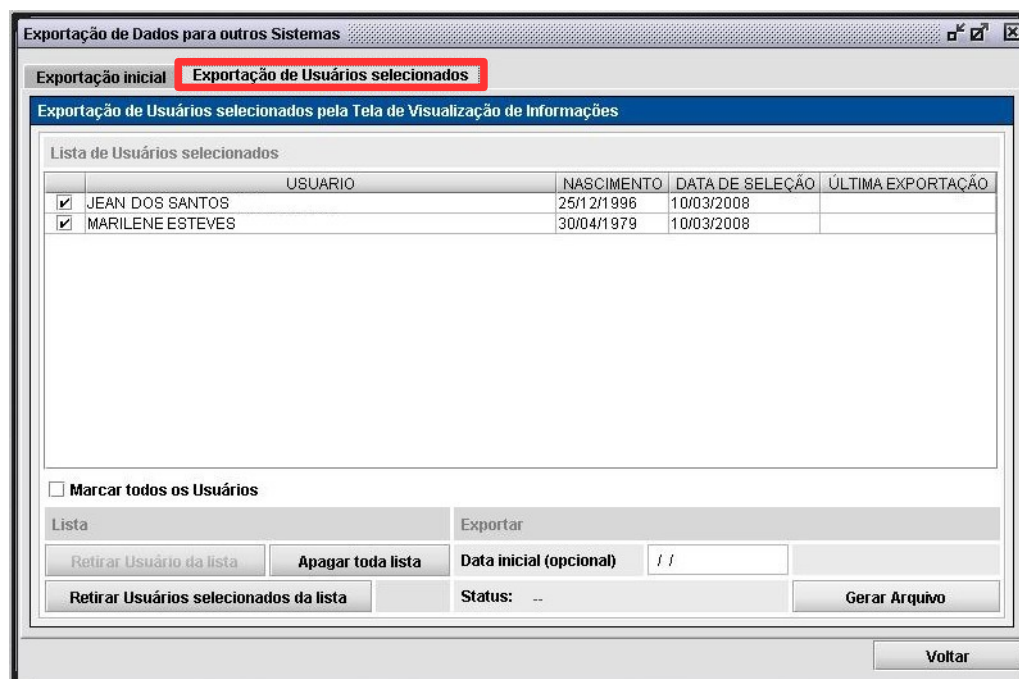 Exportação de Dados para outros Sistemas
Exportação inicial Exportação de Usuários selecionados
Exportação de Usuários selecionados pela Tela de Visualização de Informações
Lista de Usuários selecionados
USUARIO NASCIMENTO DATA DE SELEÇÃO ÚLTIMA EXPORTAÇÃO
JEAN DOS SANTOS 25/12/1996 10/03/2008
MARILENE ESTEVES 30/04/1979 10/03/2008
Marcar todos os Usuários
Lista Exportar
Retirar Usuário da lista Apagar toda lista Data inicial (opcional) / /
Retirar Usuários selecionados da lista Status: -- Gerar Arquivo
Voltar